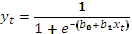 y_t = 1 / (1 + e^{-(b_0 + b_1 x_t)})